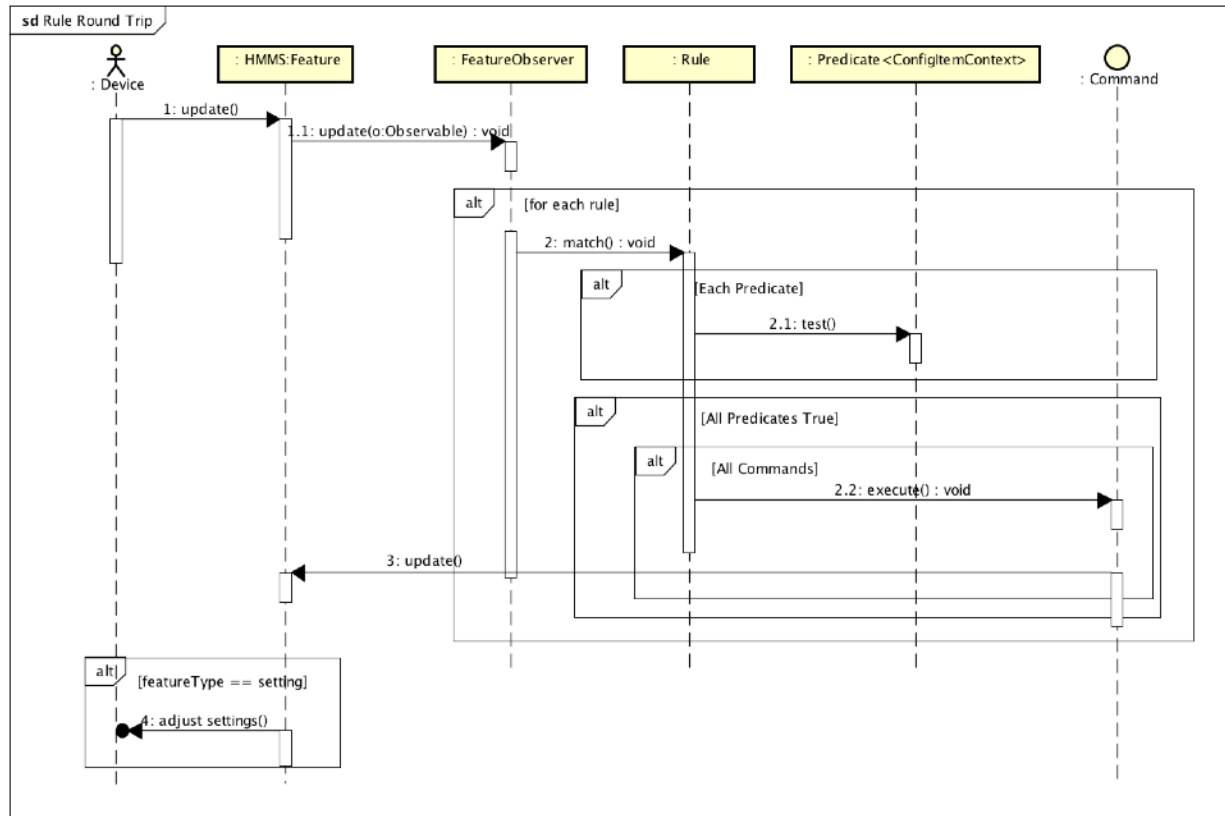 sd Rule Round Trip
: Device
: HMMS:Feature
: FeatureObserver
: Rule
: Predicate<ConfigItemContext>
: Command
1: update()
1.1: update(o:Observable) : void
alt
[for each rule]
2: match() : void
alt
[Each Predicate]
2.1: test()
alt
[All Predicates True]
alt
[All Commands]
2.2: execute() : void
3: update()
alt
[featureType == setting]
4: adjust settings()